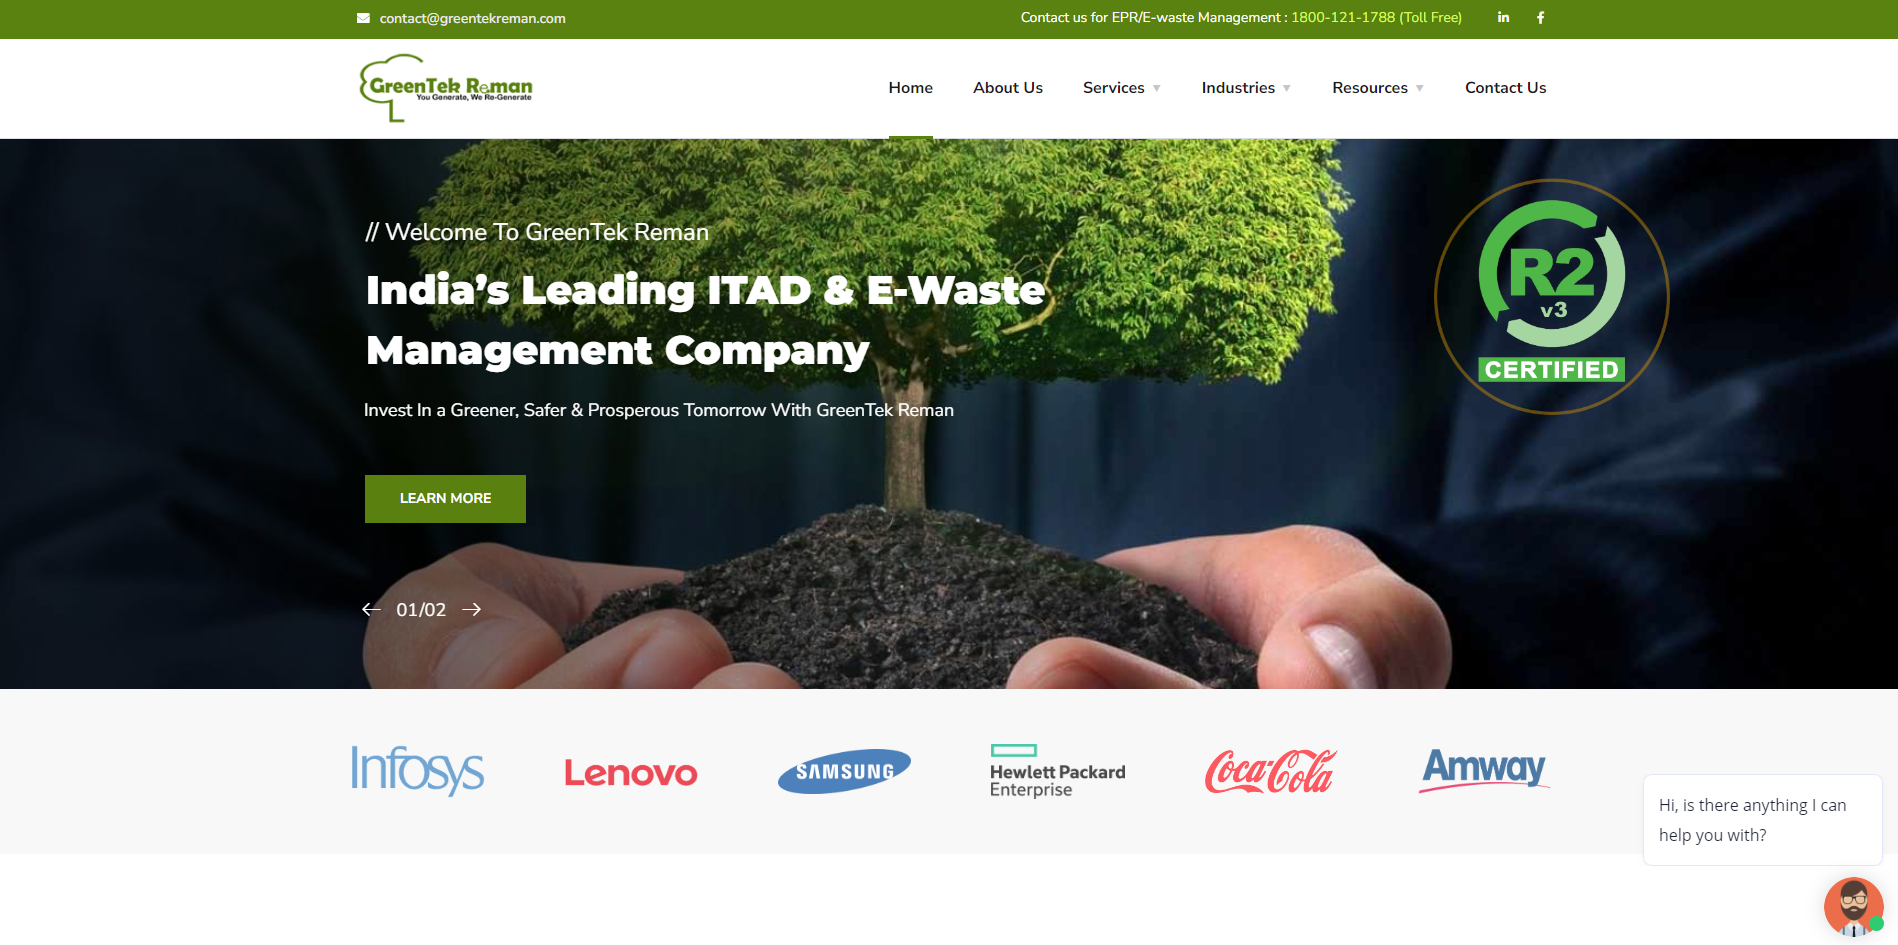 contact@greentekreman.com
Contact us for EPR/E-waste Management : 1800-121-1788 (Toll Free)
GreenTek Reman
You Generate, We Re-Generate
Home
About Us
Services
Industries
Resources
Contact Us
// Welcome To GreenTek Reman
India’s Leading ITAD & E-Waste
Management Company
Invest In a Greener, Safer & Prosperous Tomorrow With GreenTek Reman
LEARN MORE
01/02
R2
v3
CERTIFIED
Infosys
Lenovo
SAMSUNG
Hewlett Packard
Enterprise
Coca-Cola
Amway
Hi, is there anything I can
help you with?